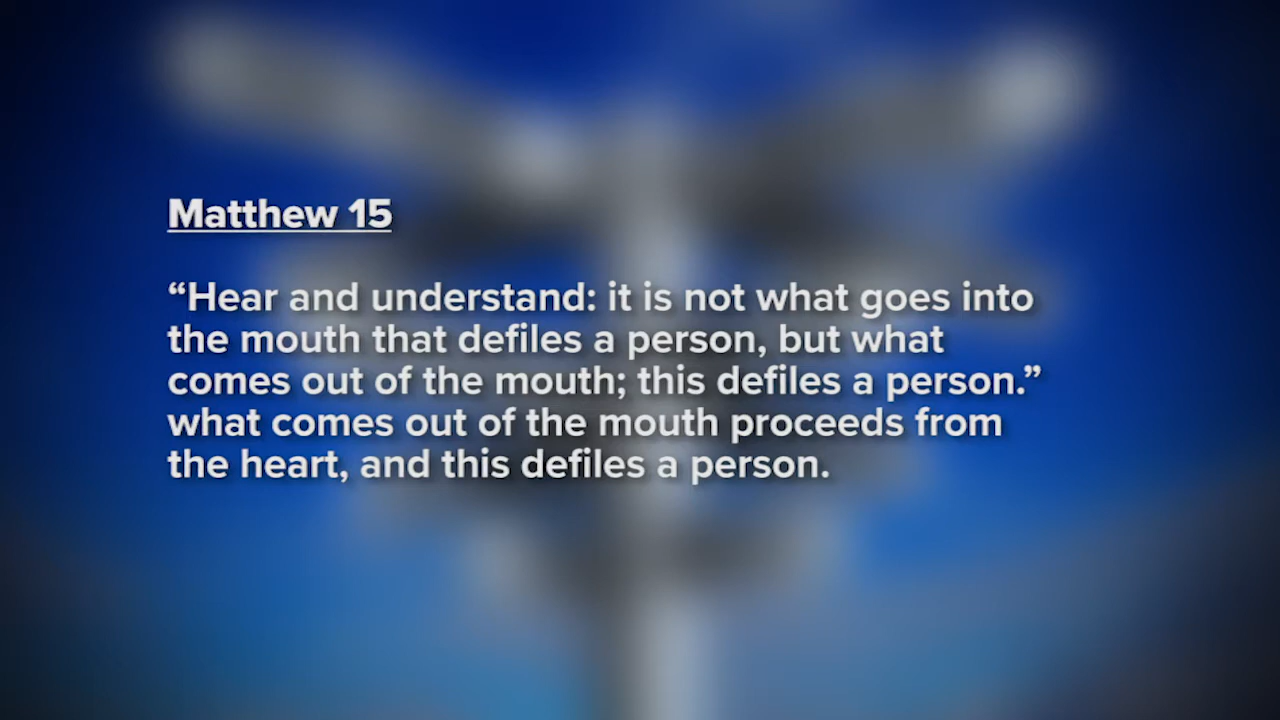 Matthew 15
“Hear and understand: it is not what goes into
the mouth that defiles a person, but what
comes out of the mouth; this defiles a person.”
what comes out of the mouth proceeds from
the heart, and this defiles a person.